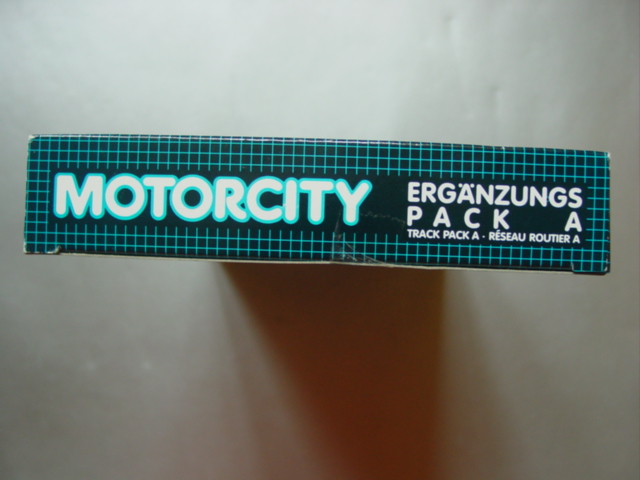 MOTORCITY
ERGÄNZUNGS
PACK A
TRACK PACK A · RÉSEAU ROUTIER A